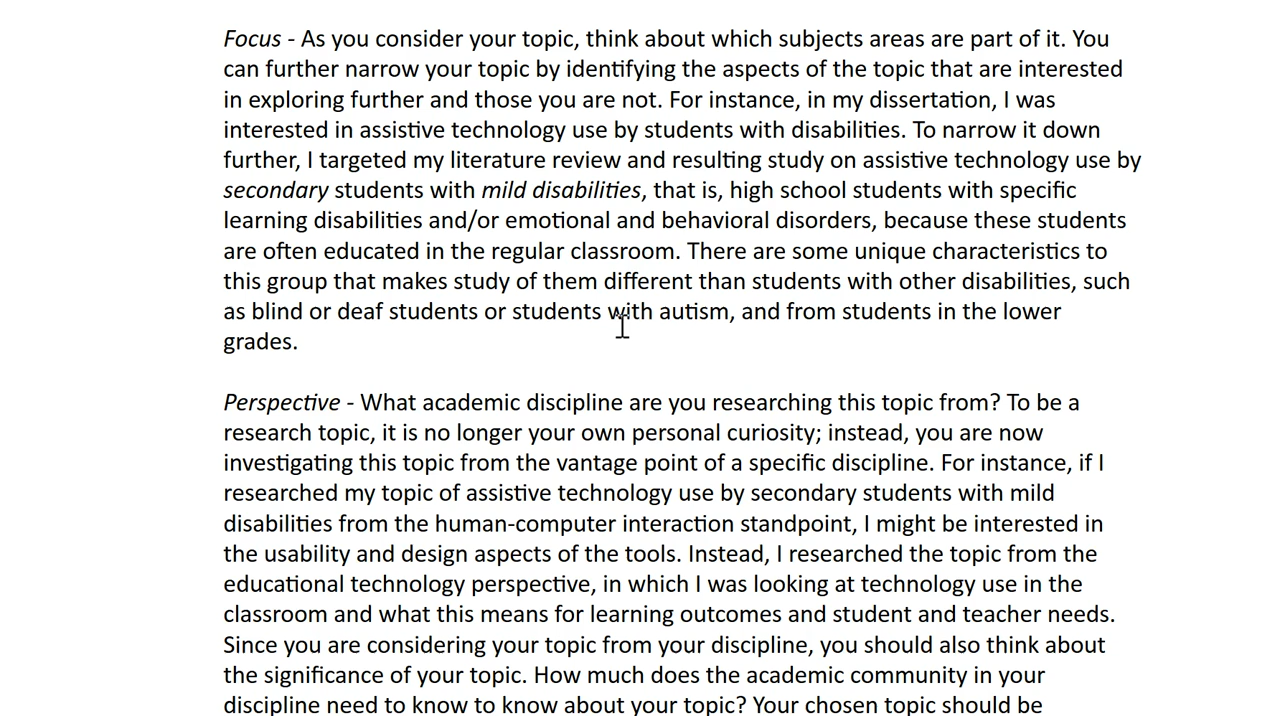 Focus - As you consider your topic, think about which subjects areas are part of it. You
can further narrow your topic by identifying the aspects of the topic that are interested
in exploring further and those you are not. For instance, in my dissertation, I was
interested in assistive technology use by students with disabilities. To narrow it down
further, I targeted my literature review and resulting study on assistive technology use by
secondary students with mild disabilities, that is, high school students with specific
learning disabilities and/or emotional and behavioral disorders, because these students
are often educated in the regular classroom. There are some unique characteristics to
this group that makes study of them different than students with other disabilities, such
as blind or deaf students or students with autism, and from students in the lower
grades.
Perspective - What academic discipline are you researching this topic from? To be a
research topic, it is no longer your own personal curiosity; instead, you are now
investigating this topic from the vantage point of a specific discipline. For instance, if I
researched my topic of assistive technology use by secondary students with mild
disabilities from the human-computer interaction standpoint, I might be interested in
the usability and design aspects of the tools. Instead, I researched the topic from the
educational technology perspective, in which I was looking at technology use in the
classroom and what this means for learning outcomes and student and teacher needs.
Since you are considering your topic from your discipline, you should also think about
the significance of your topic. How much does the academic community in your
discipline need to know to know about your topic? Your chosen topic should be